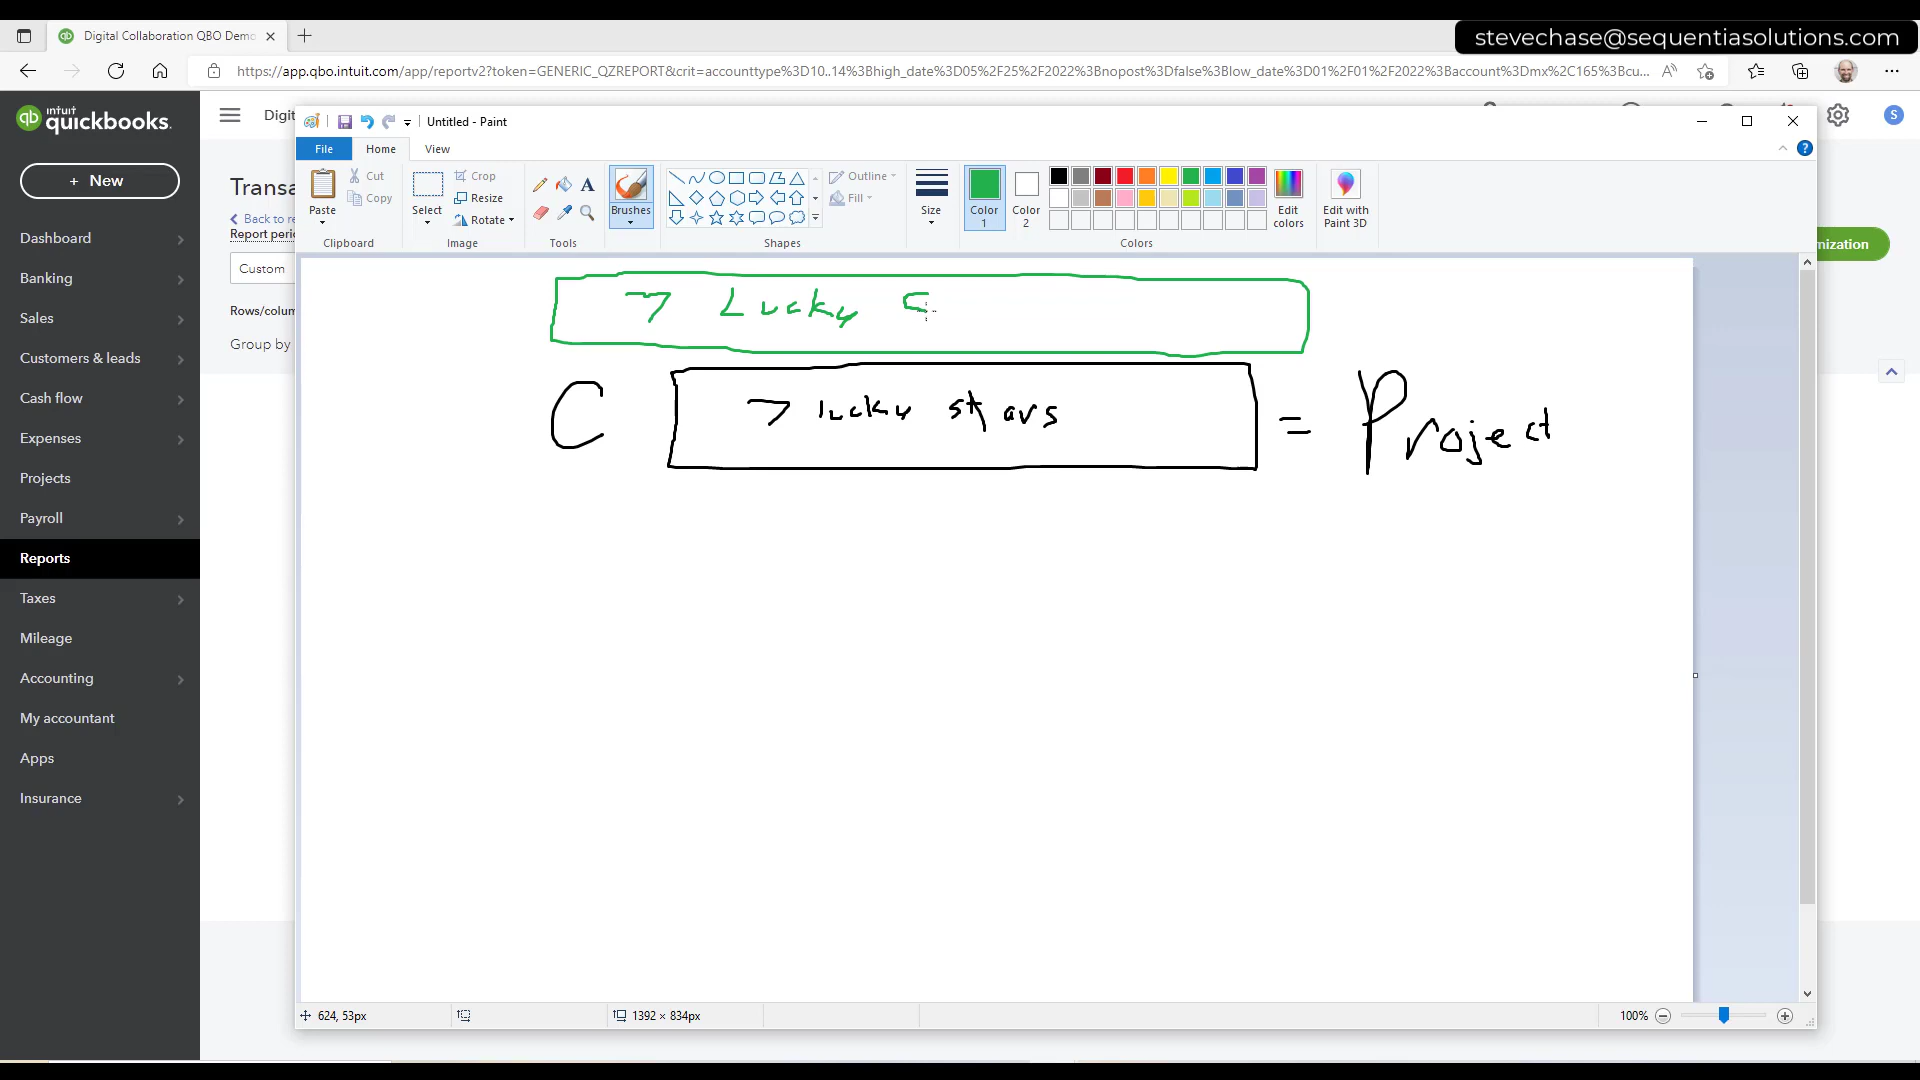 Digital Collaboration QBO Demo
stevechase@sequentiasolutions.com
https://app.qbo.intuit.com/app/reportv2?token=GENERIC_QZREPORT&crit=accounttype%3D10..14%3Bhigh_date%3D05%2F25%2F2022%3Bnopost%3Dfalse%3Blow_date%3D01%2F01%2F2022%3Baccount%3Dmx%2C165%3Bcu...
intuit
quickbooks.
+ New
Dashboard
Banking
Sales
Customers & leads
Cash flow
Expenses
Projects
Payroll
Reports
Taxes
Mileage
Accounting
My accountant
Apps
Insurance
Digit
S
Transa
Back to re
Report perio
Custom
Rows/colum
Group by
mization
Untitled - Paint
File Home View
Paste
Cut
Copy
Clipboard
Select
Crop
Resize
Rotate
Image
A
Tools
Brushes
Outline
Fill
Shapes
Size
Color 1
Color 2
Edit colors
Edit with Paint 3D
Colors
7 Lucky
C 7 lucky stars = Project
624, 53px
1392 × 834px
100%